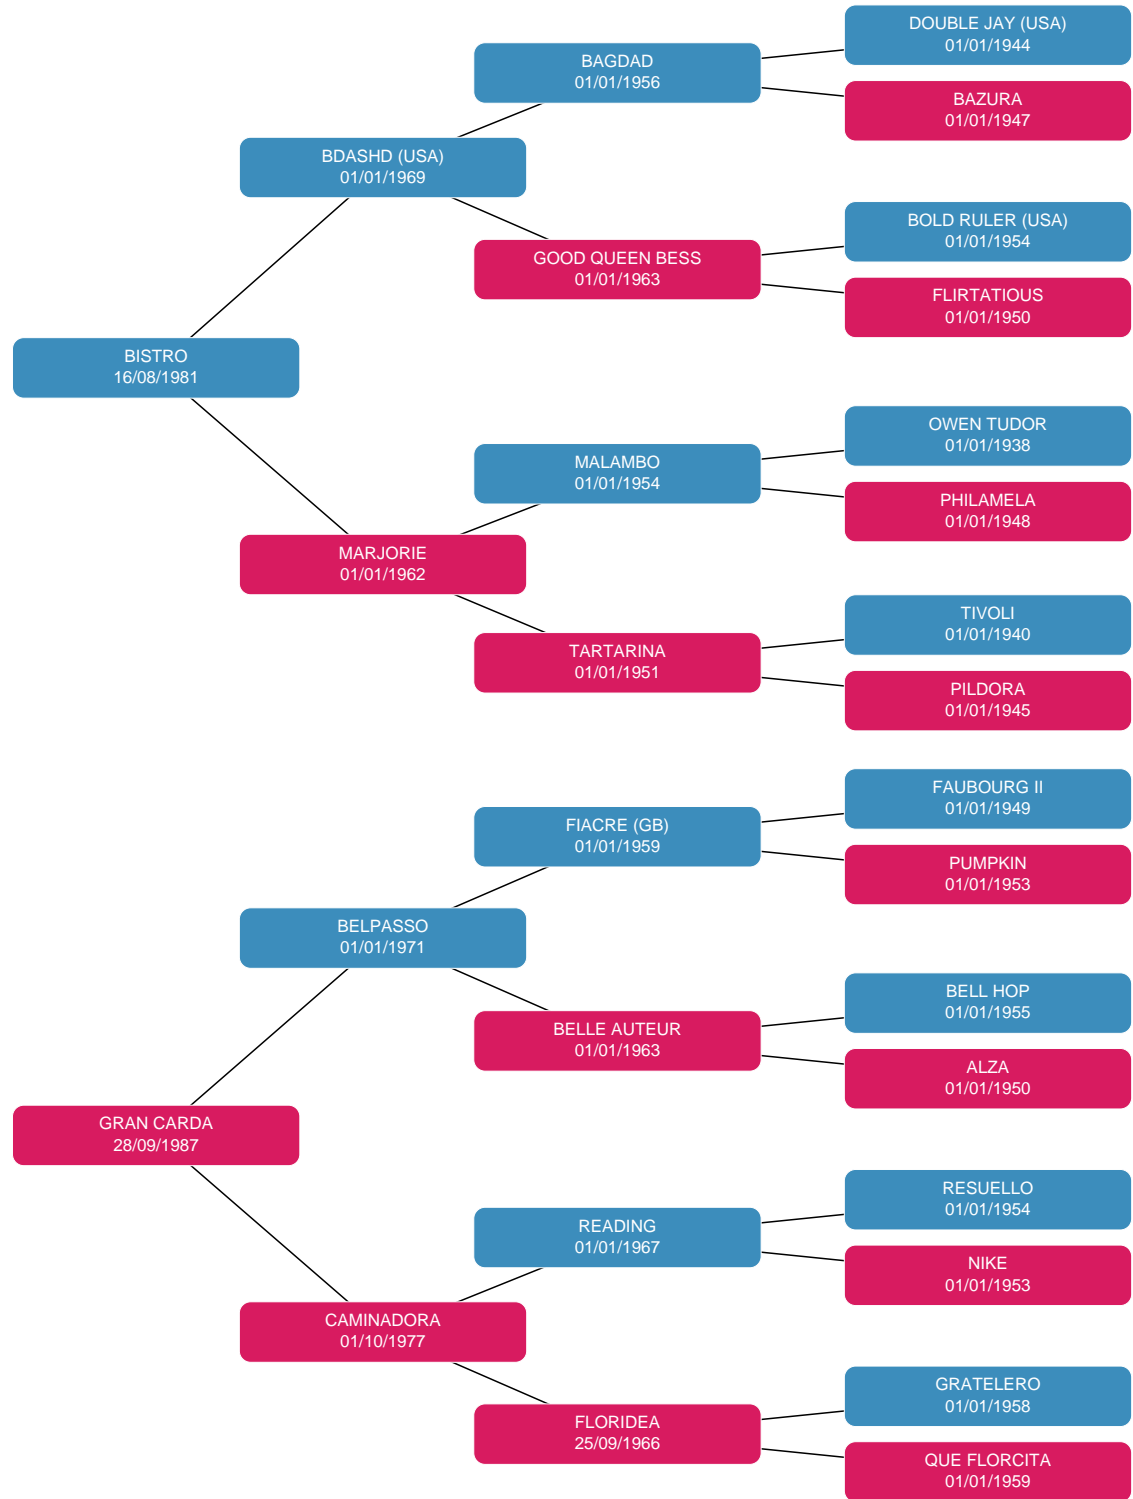 DOUBLE JAY (USA)
01/01/1944
BAGDAD
01/01/1956
BAZURA
01/01/1947
BDASHD (USA)
01/01/1969
BOLD RULER (USA)
01/01/1954
GOOD QUEEN BESS
01/01/1963
FLIRTATIOUS
01/01/1950
BISTRO
16/08/1981
OWEN TUDOR
01/01/1938
MALAMBO
01/01/1954
PHILAMELA
01/01/1948
MARJORIE
01/01/1962
TIVOLI
01/01/1940
TARTARINA
01/01/1951
PILDORA
01/01/1945
FAUBOURG II
01/01/1949
FIACRE (GB)
01/01/1959
PUMPKIN
01/01/1953
BELPASSO
01/01/1971
BELL HOP
01/01/1955
BELLE AUTEUR
01/01/1963
ALZA
01/01/1950
GRAN CARDA
28/09/1987
RESUELLO
01/01/1954
READING
01/01/1967
NIKE
01/01/1953
CAMINADORA
01/10/1977
GRATELERO
01/01/1958
FLORIDEA
25/09/1966
QUE FLORCITA
01/01/1959